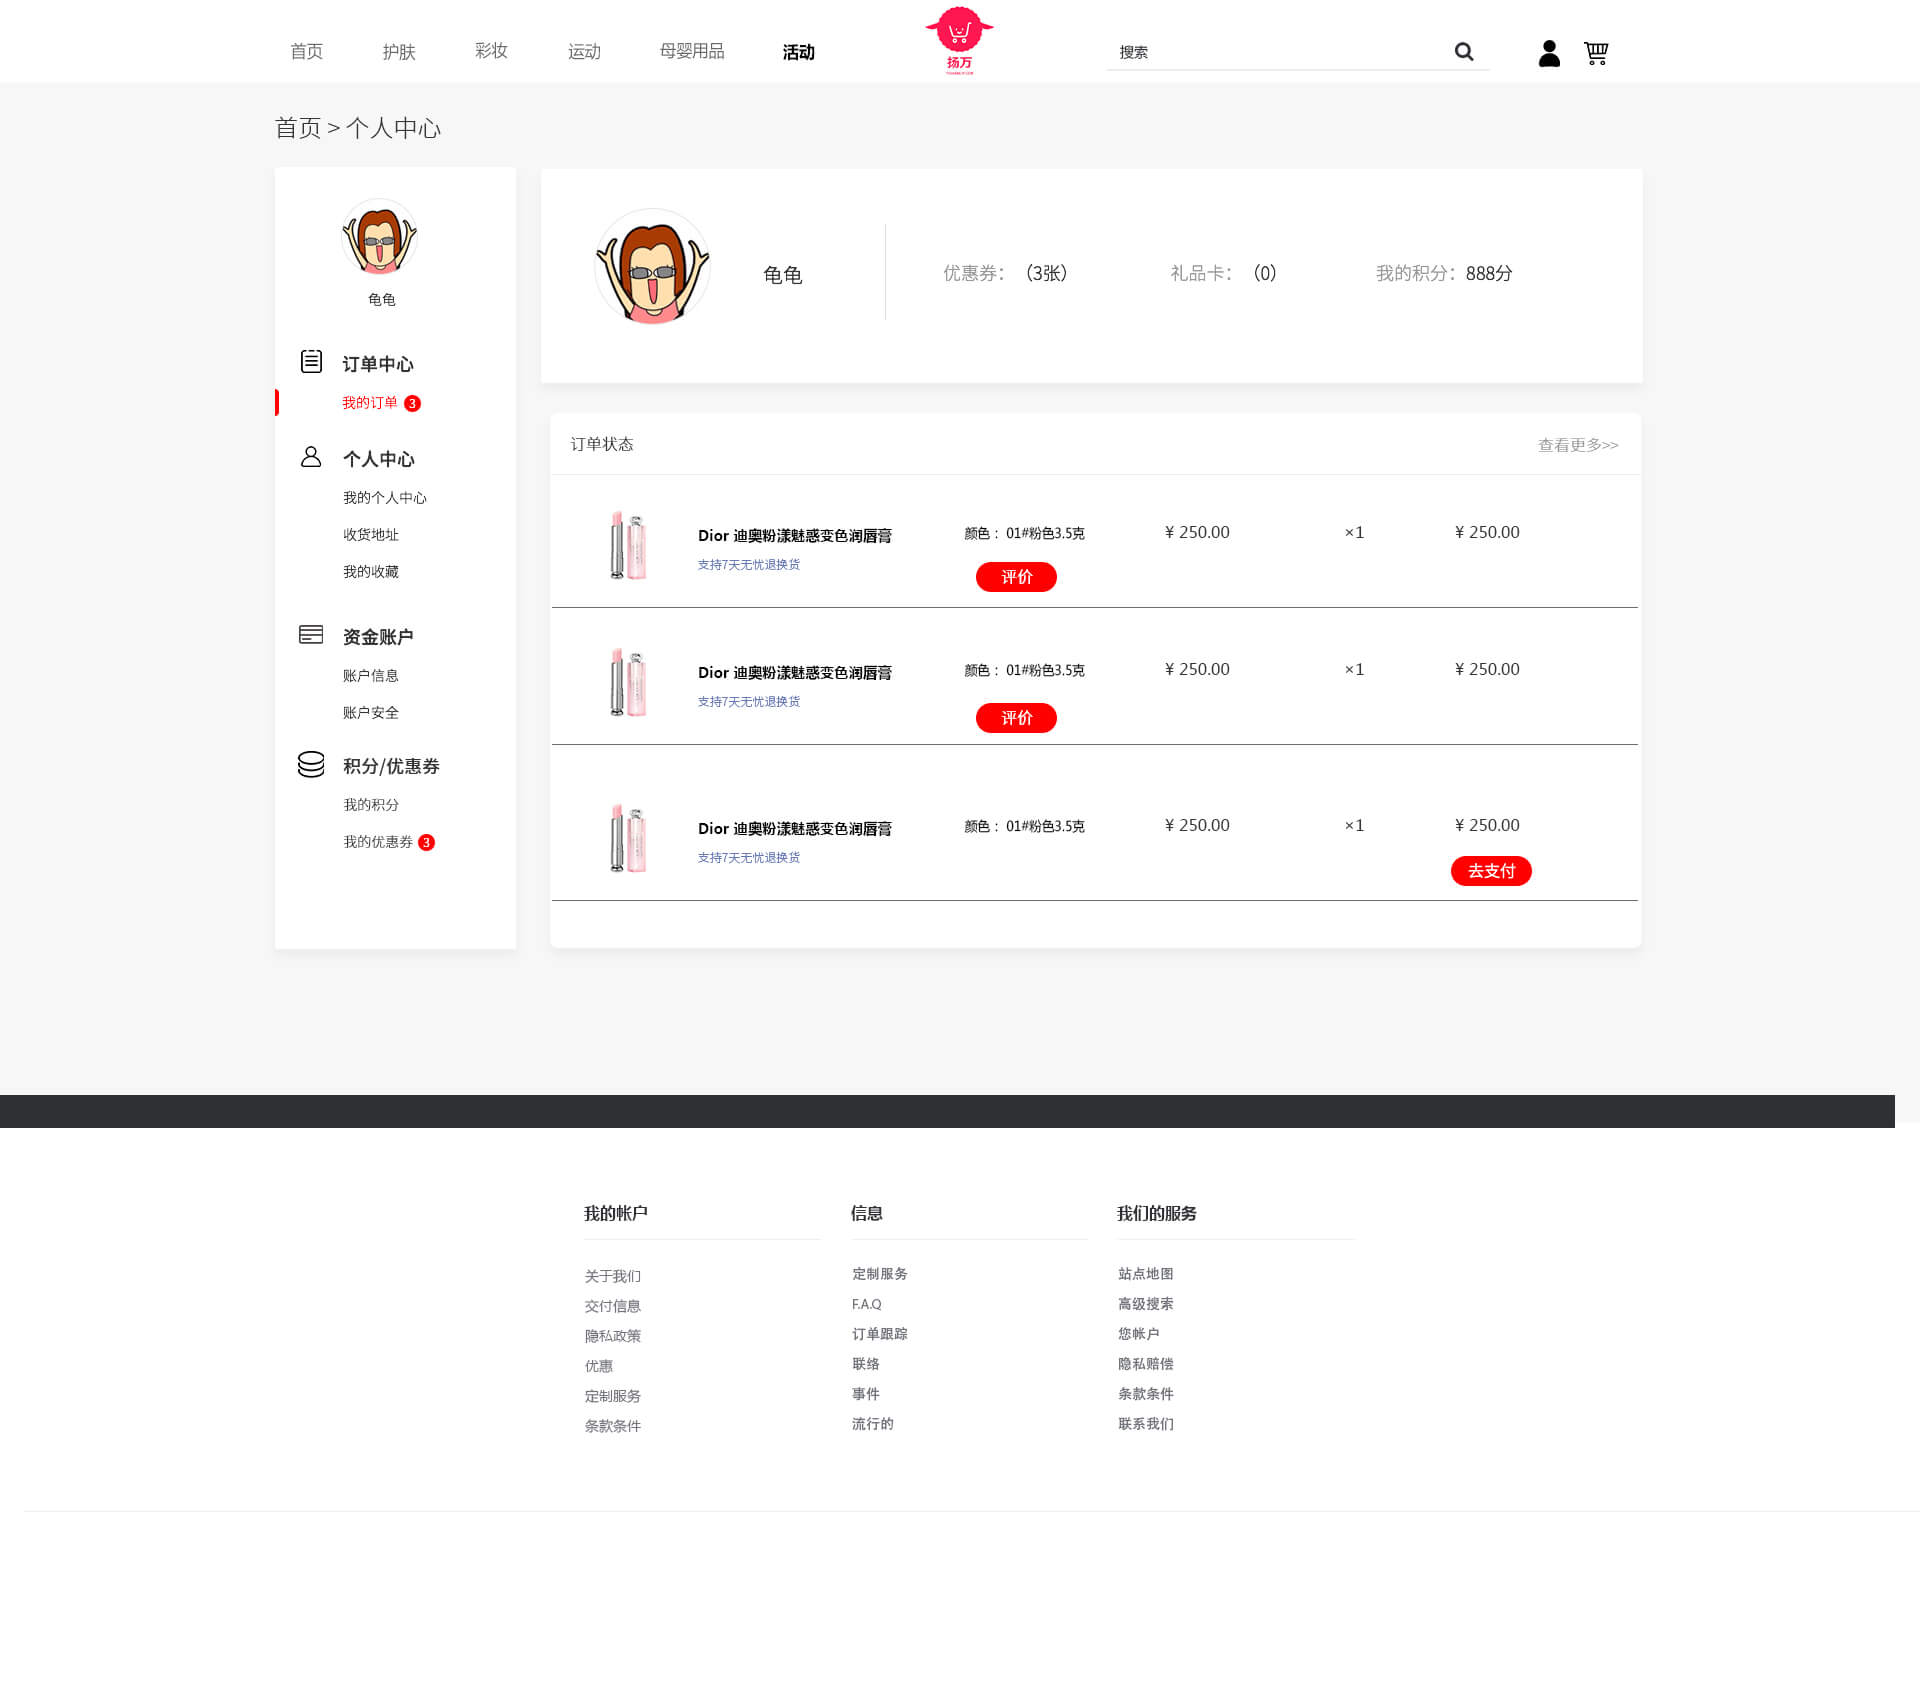 首页 护肤 彩妆 运动 母婴用品 活动
扬万
搜索
首页 > 个人中心
龟龟
订单中心
我的订单 3
个人中心
我的个人中心
收货地址
我的收藏
资金账户
账户信息
账户安全
积分/优惠券
我的积分
我的优惠券 3
龟龟
优惠券：（3张） 礼品卡：（0） 我的积分：888分
订单状态 查看更多>>
Dior 迪奥粉漾魅惑变色润唇膏 颜色： 01#粉色3.5克 ¥ 250.00 ×1 ¥ 250.00
支持7天无忧退换货
评价
Dior 迪奥粉漾魅惑变色润唇膏 颜色： 01#粉色3.5克 ¥ 250.00 ×1 ¥ 250.00
支持7天无忧退换货
评价
Dior 迪奥粉漾魅惑变色润唇膏 颜色： 01#粉色3.5克 ¥ 250.00 ×1 ¥ 250.00
支持7天无忧退换货
去支付
我的帐户
关于我们
交付信息
隐私政策
优惠
定制服务
条款条件
信息
定制服务
F.A.Q
订单跟踪
联络
事件
流行的
我们的服务
站点地图
高级搜索
您帐户
隐私赔偿
条款条件
联系我们